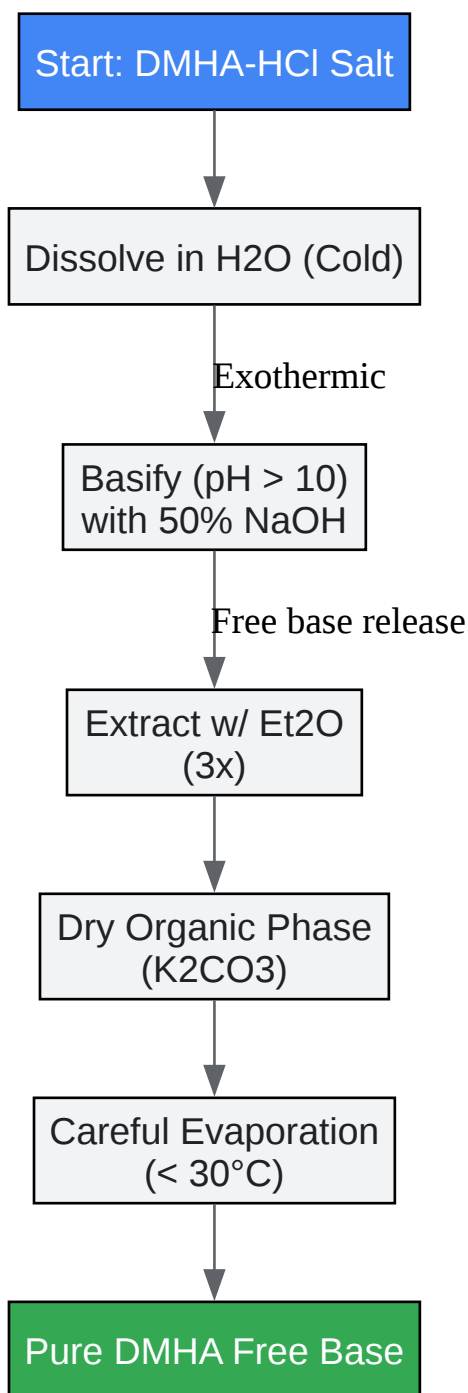 Start: DMHA-HCl Salt
Dissolve in H2O (Cold)
Exothermic
Basify (pH > 10)
with 50% NaOH
Free base release
Extract w/ Et2O
(3x)
Dry Organic Phase
(K2CO3)
Careful Evaporation
(< 30°C)
Pure DMHA Free Base